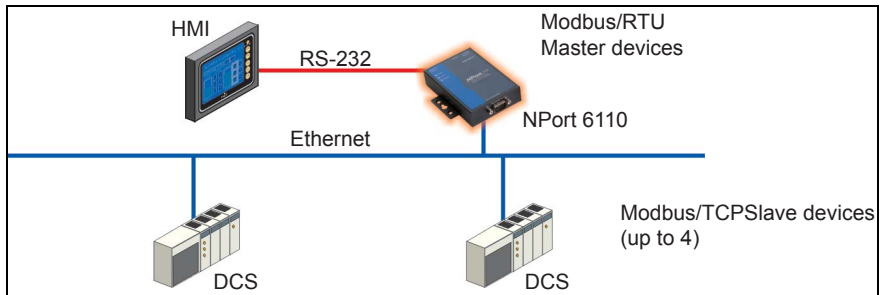 HMI
Modbus/RTU
Master devices
RS-232
NPort 6110
Ethernet
Modbus/TCPSlave devices
(up to 4)
DCS
DCS